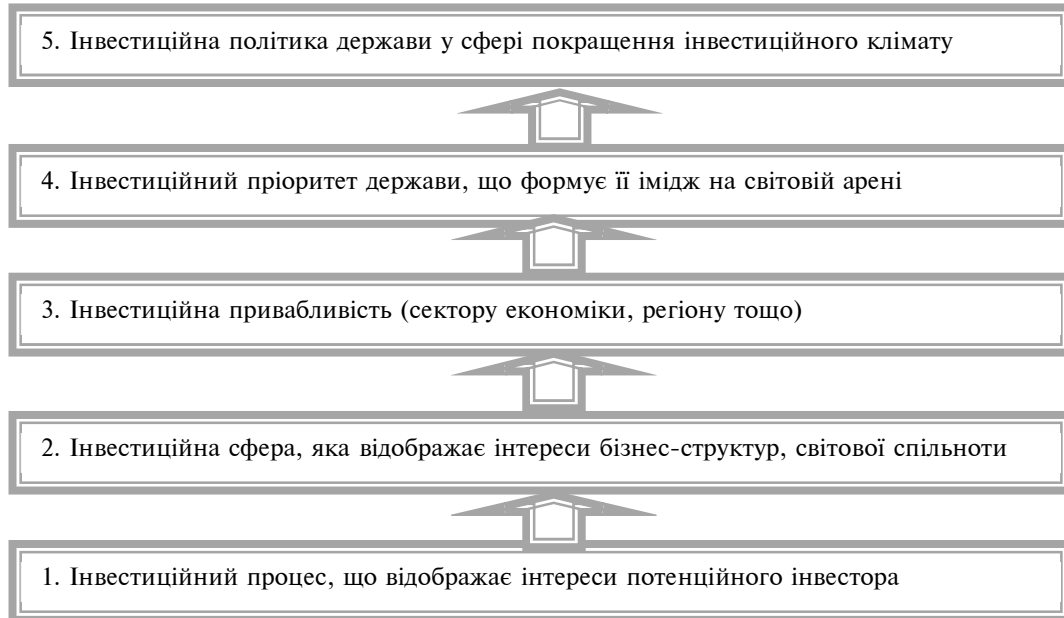 5. Інвестиційна політика держави у сфері покращення інвестиційного клімату
4. Інвестиційний пріоритет держави, що формує її імідж на світовій арені
3. Інвестиційна привабливість (сектору економіки, регіону тощо)
2. Інвестиційна сфера, яка відображає інтереси бізнес-структур, світової спільноти
1. Інвестиційний процес, що відображає інтереси потенційного інвестора